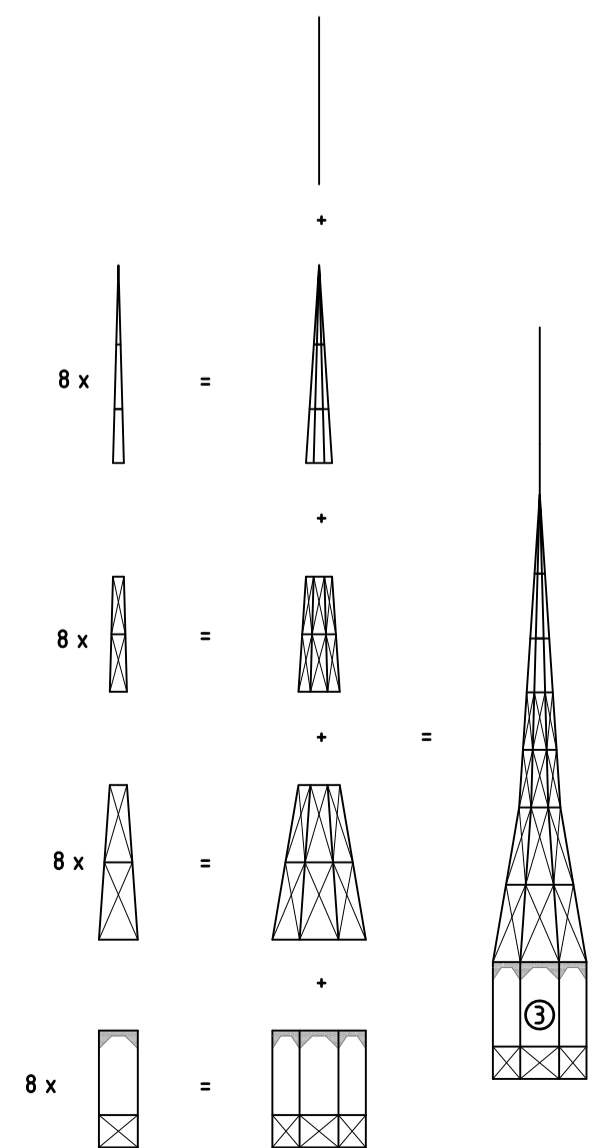 +
8 x =
+
8 x =
+ =
8 x =
+
3
8 x =